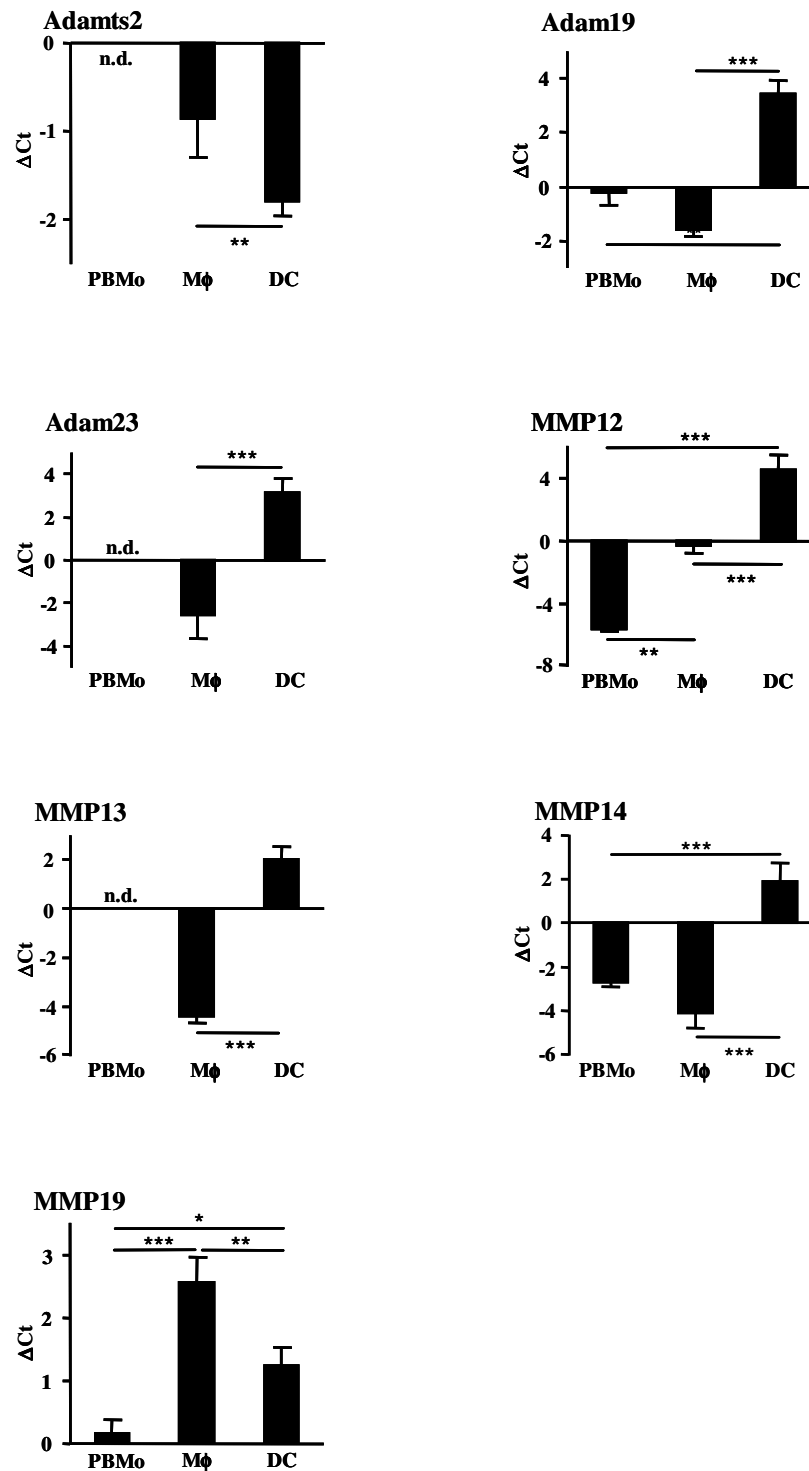 Adamts2
0
n.d.
-1
-2
ΔCt
**
PBMo Mϕ DC
Adam19
4
2
0
-2
ΔCt
***
PBMo Mϕ DC
Adam23
4
2
0
-2
-4
ΔCt
n.d.
***
PBMo Mϕ DC
MMP12
4
0
-4
-8
ΔCt
***
***
**
PBMo Mϕ DC
MMP13
2
0
-2
-4
-6
ΔCt
n.d.
***
PBMo Mϕ DC
MMP14
4
2
0
-2
-4
-6
ΔCt
***
***
PBMo Mϕ DC
MMP19
3
2
1
0
ΔCt
*
*** **
PBMo Mϕ DC